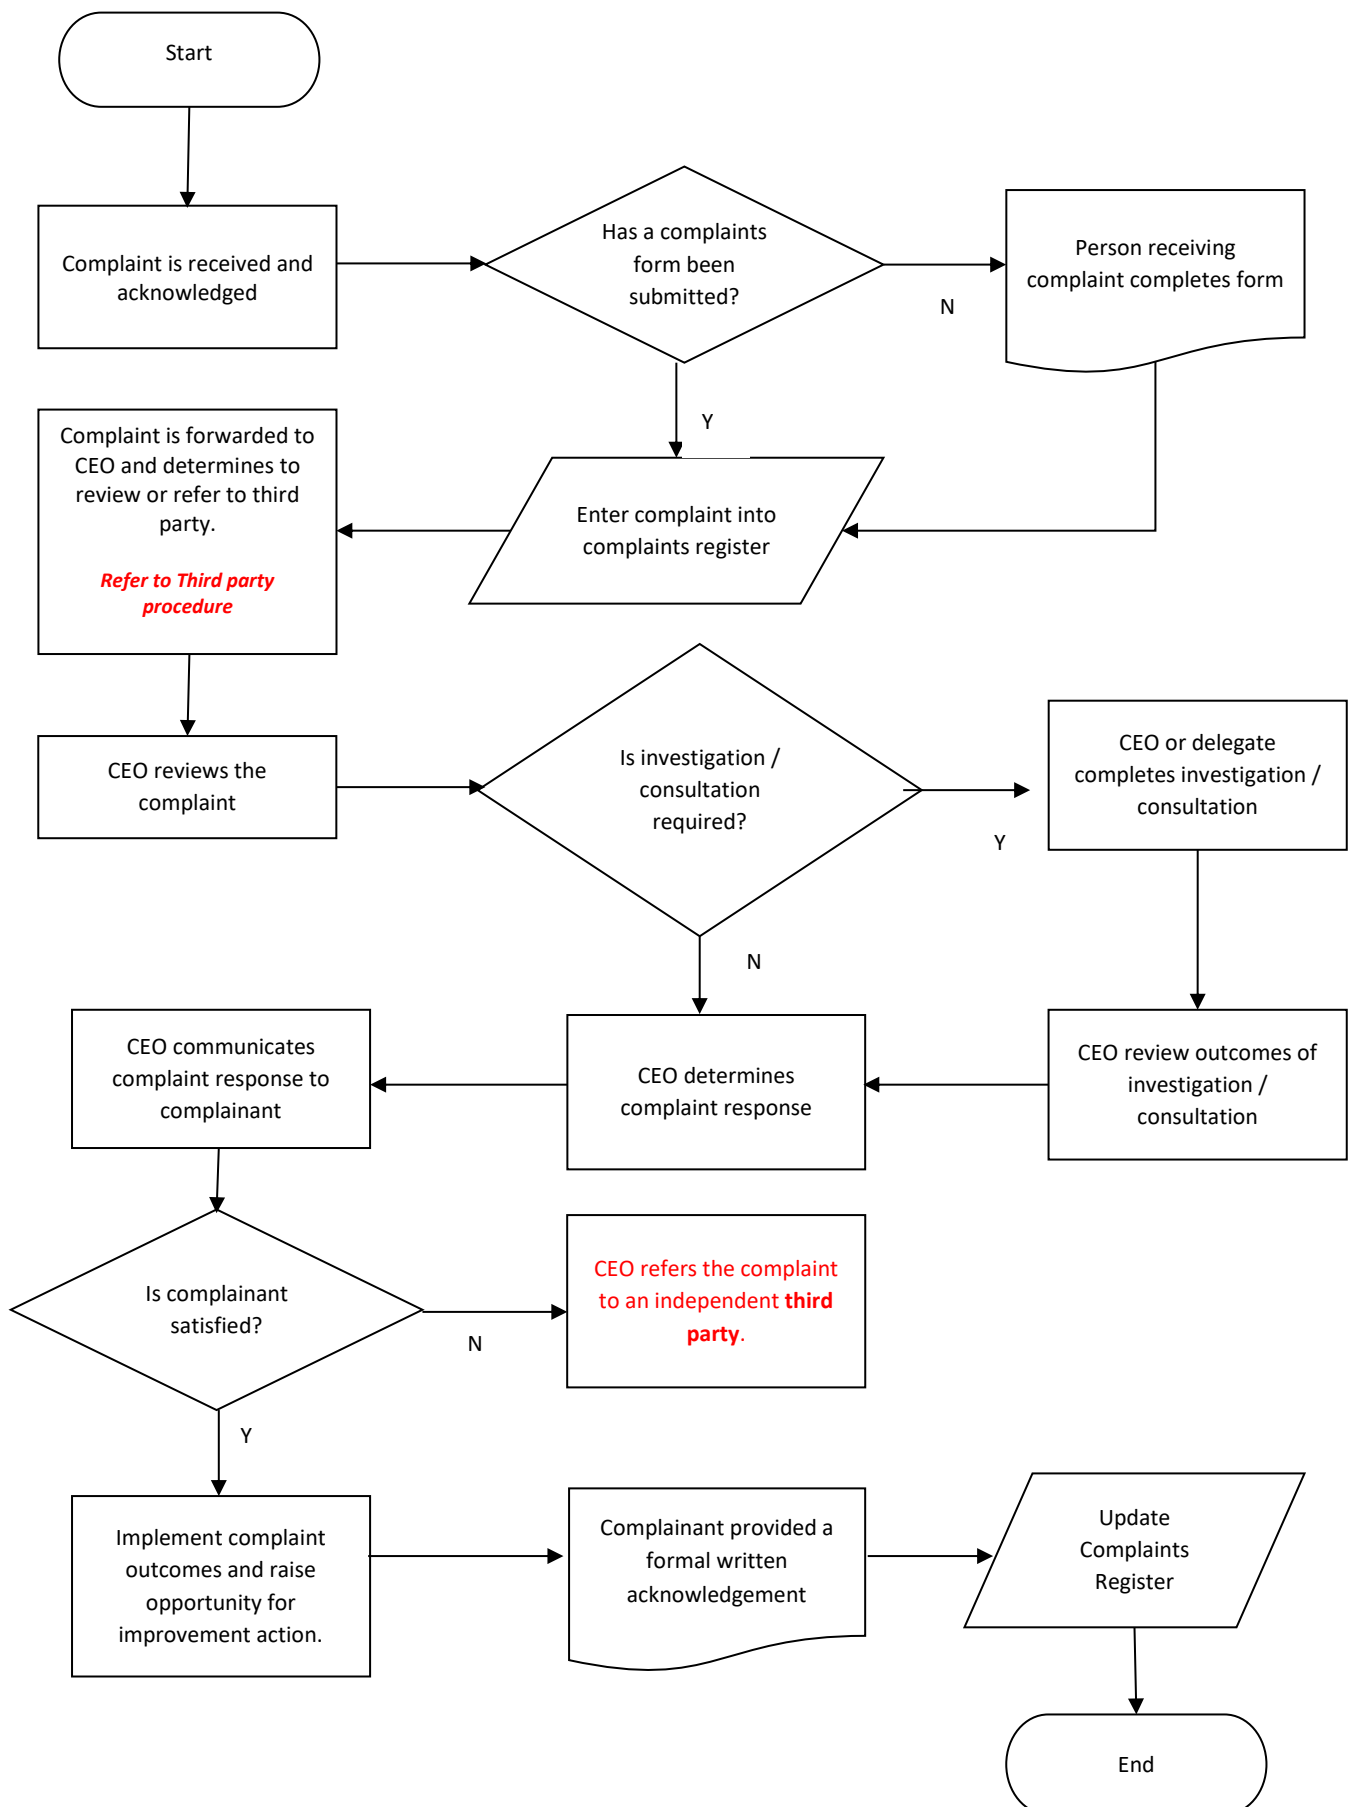 Start
Complaint is received and
acknowledged
Has a complaints
form been
submitted?
N
Person receiving
complaint completes form
Y
Enter complaint into
complaints register
Complaint is forwarded to
CEO and determines to
review or refer to third
party.
Refer to Third party
procedure
CEO reviews the
complaint
Is investigation /
consultation
required?
Y
CEO or delegate
completes investigation /
consultation
N
CEO review outcomes of
investigation /
consultation
CEO determines
complaint response
CEO communicates
complaint response to
complainant
Is complainant
satisfied?
N
CEO refers the complaint
to an independent third
party.
Y
Implement complaint
outcomes and raise
opportunity for
improvement action.
Complainant provided a
formal written
acknowledgement
Update
Complaints
Register
End